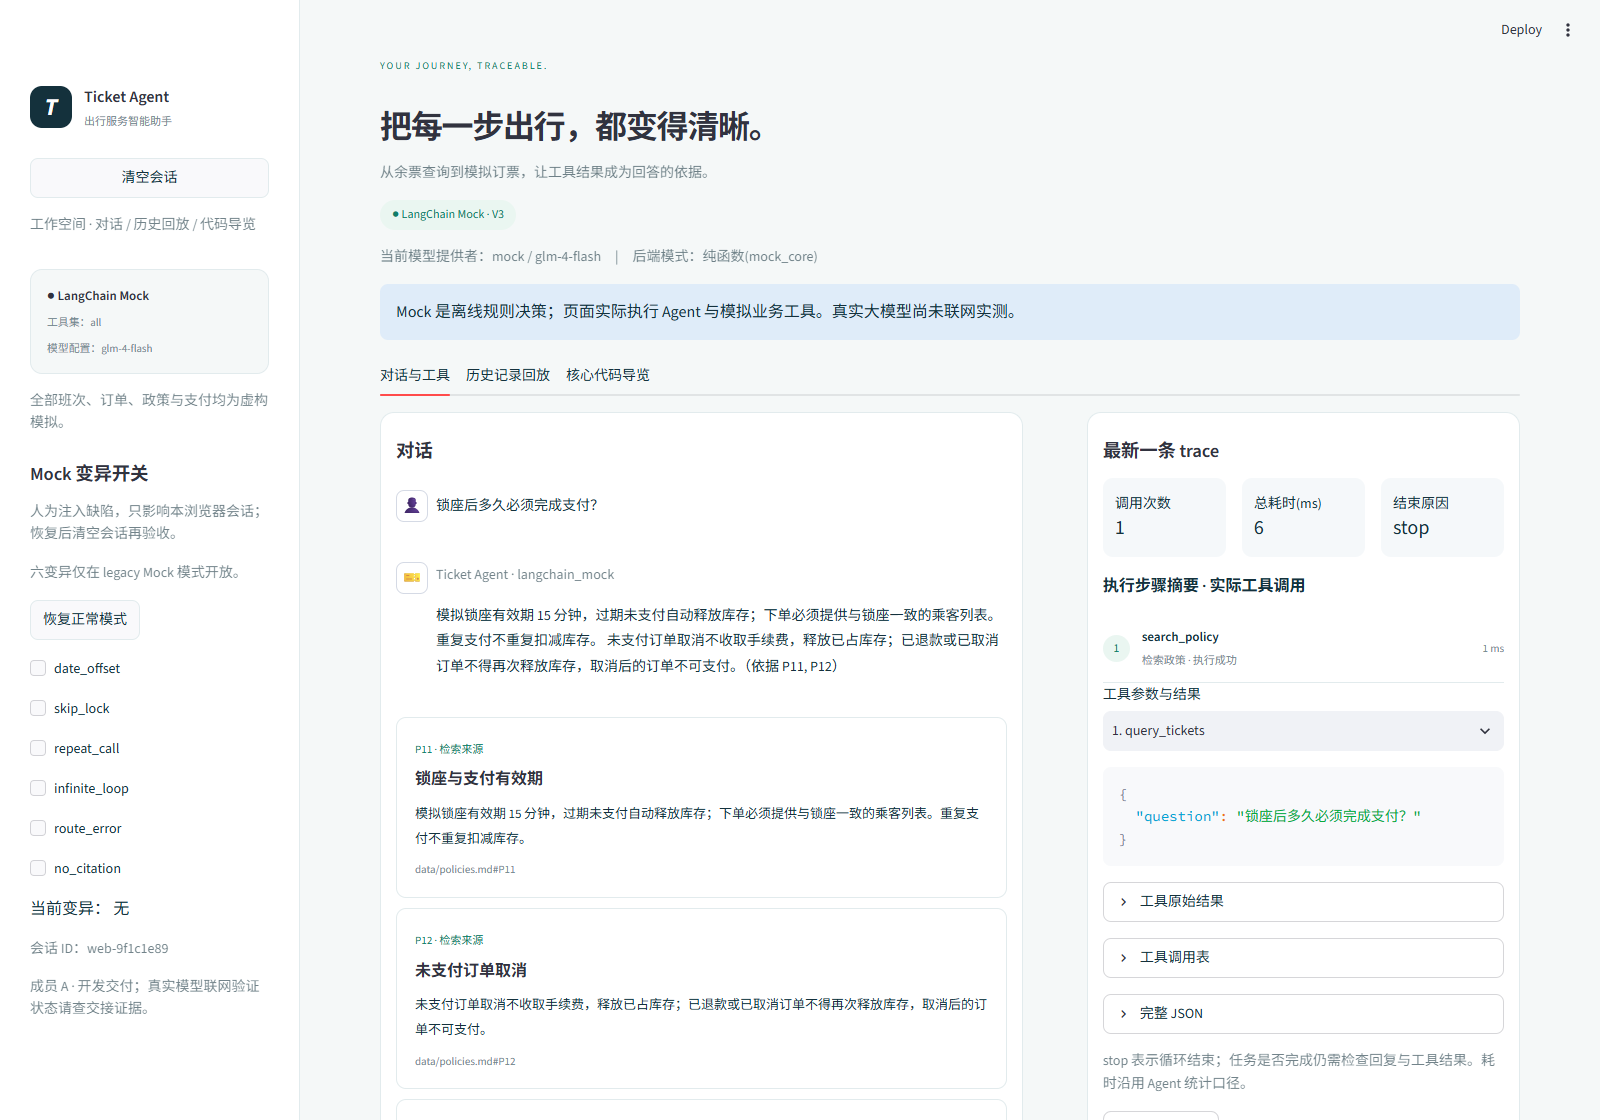 Deploy
T
Ticket Agent
出行服务智能助手
清空会话
工作空间 · 对话 / 历史回放 / 代码导览
● LangChain Mock
工具集：all
模型配置：glm-4-flash
全部班次、订单、政策与支付均为虚构
模拟。
Mock 变异开关
人为注入缺陷，只影响本浏览器会话；
恢复后清空会话再验收。
六变异仅在 legacy Mock 模式开放。
恢复正常模式
date_offset
skip_lock
repeat_call
infinite_loop
route_error
no_citation
当前变异： 无
会话 ID：web-9f1c1e89
成员 A · 开发交付；真实模型联网验证
状态请查交接证据。
YOUR JOURNEY, TRACEABLE.
把每一步出行，都变得清晰。
从余票查询到模拟订票，让工具结果成为回答的依据。
● LangChain Mock · V3
当前模型提供者：mock / glm-4-flash ｜ 后端模式：纯函数(mock_core)
Mock 是离线规则决策；页面实际执行 Agent 与模拟业务工具。真实大模型尚未联网实测。
对话与工具 历史记录回放 核心代码导览
对话
锁座后多久必须完成支付？
Ticket Agent · langchain_mock
模拟锁座有效期 15 分钟，过期未支付自动释放库存；下单必须提供与锁座一致的乘客列表。
重复支付不重复扣减库存。 未支付订单取消不收取手续费，释放已占库存；已退款或已取消
订单不得再次释放库存，取消后的订单不可支付。（依据 P11, P12）
P11 · 检索来源
锁座与支付有效期
模拟锁座有效期 15 分钟，过期未支付自动释放库存；下单必须提供与锁座一致的乘客列表。重复支
付不重复扣减库存。
data/policies.md#P11
P12 · 检索来源
未支付订单取消
未支付订单取消不收取手续费，释放已占库存；已退款或已取消订单不得再次释放库存，取消后的订
单不可支付。
data/policies.md#P12
最新一条 trace
调用次数
1
总耗时(ms)
6
结束原因
stop
执行步骤摘要 · 实际工具调用
1
search_policy
检索政策 · 执行成功
1 ms
工具参数与结果
1. query_tickets
{
"question": "锁座后多久必须完成支付？"
}
工具原始结果
工具调用表
完整 JSON
stop 表示循环结束；任务是否完成仍需检查回复与工具结果。耗
时沿用 Agent 统计口径。